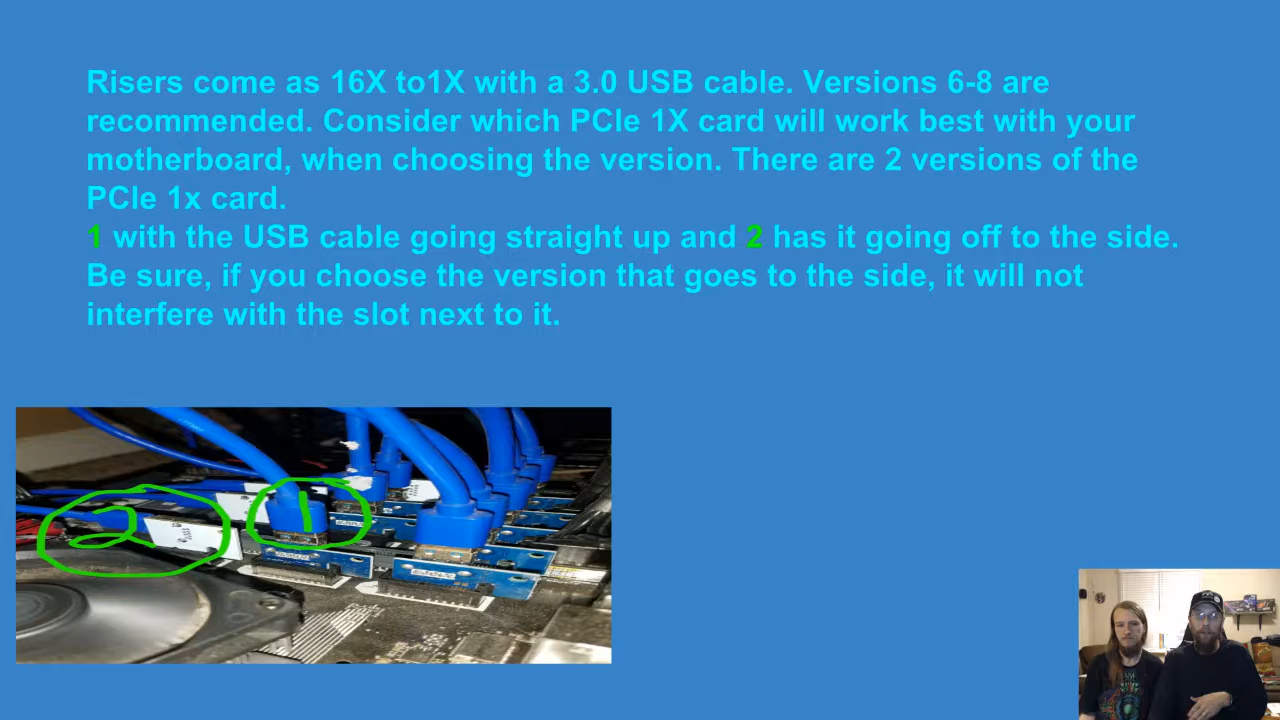 Risers come as 16X to1X with a 3.0 USB cable. Versions 6-8 are
recommended. Consider which PCIe 1X card will work best with your
motherboard, when choosing the version. There are 2 versions of the
PCIe 1x card.
1 with the USB cable going straight up and 2 has it going off to the side.
Be sure, if you choose the version that goes to the side, it will not
interfere with the slot next to it.
2
1